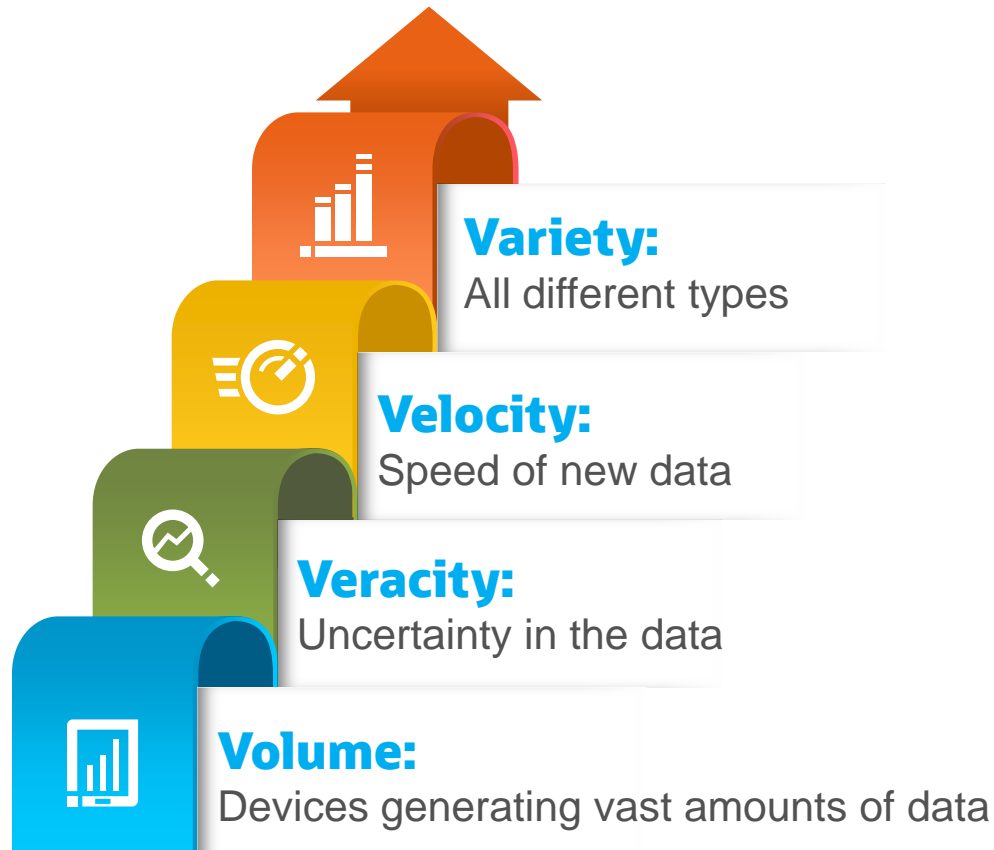 Variety:
All different types
Velocity:
Speed of new data
Veracity:
Uncertainty in the data
Volume:
Devices generating vast amounts of data